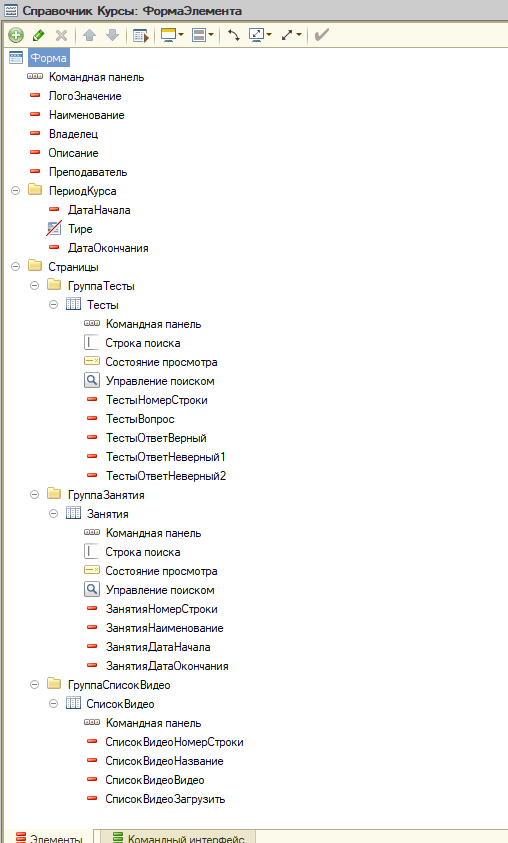 Справочник Курсы: ФормаЭлемента
Форма
Командная панель
ЛогоЗначение
Наименование
Владелец
Описание
Преподаватель
ПериодКурса
ДатаНачала
Тире
ДатаОкончания
Страницы
ГруппаТесты
Тесты
Командная панель
Строка поиска
Состояние просмотра
Управление поиском
ТестыНомерСтроки
ТестыВопрос
ТестыОтветВерный
ТестыОтветНеверный1
ТестыОтветНеверный2
ГруппаЗанятия
Занятия
Командная панель
Строка поиска
Состояние просмотра
Управление поиском
ЗанятияНомерСтроки
ЗанятияНаименование
ЗанятияДатаНачала
ЗанятияДатаОкончания
ГруппаСписокВидео
СписокВидео
Командная панель
СписокВидеоНомерСтроки
СписокВидеоНазвание
СписокВидеоВидео
СписокВидеоЗагрузить
Элементы Командный интерфейс